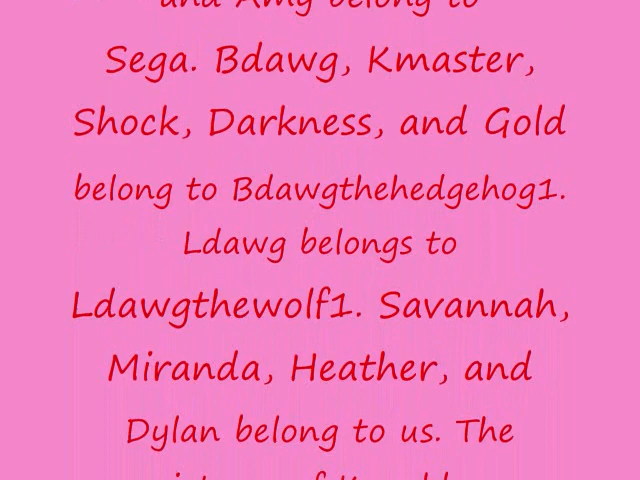 and Amy belong to
Sega. Bdawg, Kmaster,
Shock, Darkness, and Gold
belong to Bdawgthehedgehog1.
Ldawg belongs to
Ldawgthewolf1. Savannah,
Miranda, Heather, and
Dylan belong to us. The
of